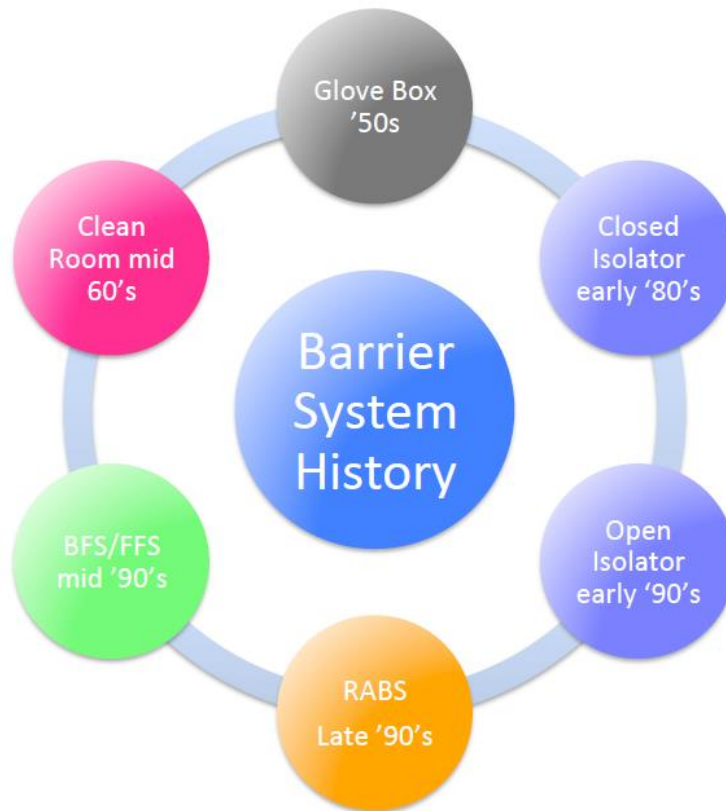 Glove Box
’50s
Closed
Isolator
early ‘80’s
Open
Isolator
early ‘90’s
RABS
Late ’90’s
BFS/FFS
mid ’90’s
Clean
Room mid
60’s
Barrier
System
History